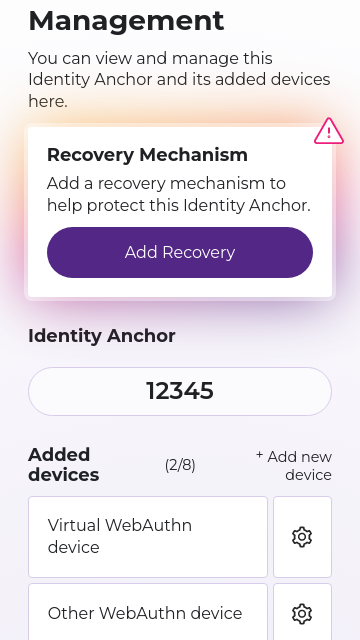 Management
You can view and manage this
Identity Anchor and its added devices
here.
Recovery Mechanism
Add a recovery mechanism to
help protect this Identity Anchor.
Add Recovery
Identity Anchor
12345
Added
devices
(2/8)
+ Add new
device
Virtual WebAuthn
device
Other WebAuthn device